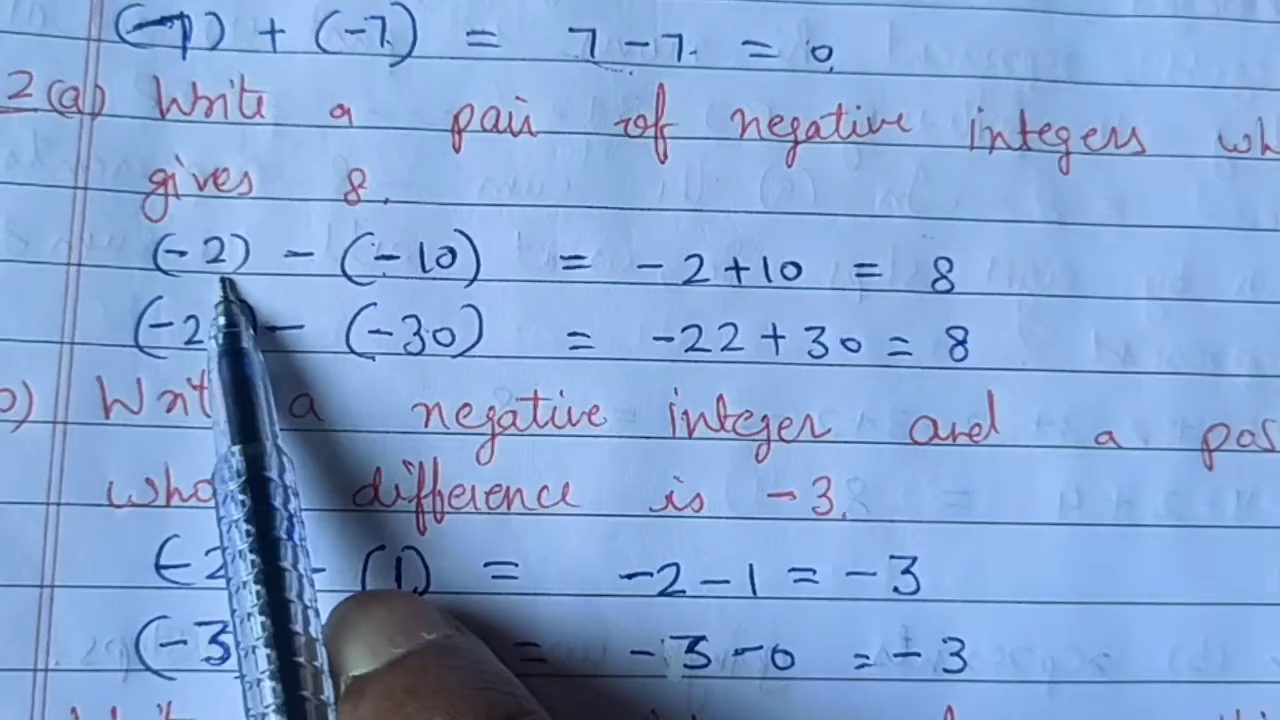 (-7) + (-7) = 7 - 7 = 0
2(a) Write a pair of negative integers
gives 8.
(-2) - (-10) = -2+10 = 8
- (-30) = -22+30 = 8
a negative integer and a
difference is -3.
(1) = -2-1 = -3
(-3 = -3-0 = -3